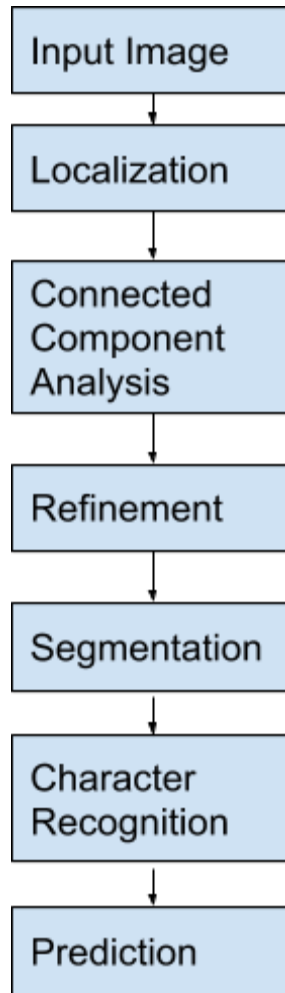 Input Image
Localization
Connected
Component
Analysis
Refinement
Segmentation
Character
Recognition
Prediction